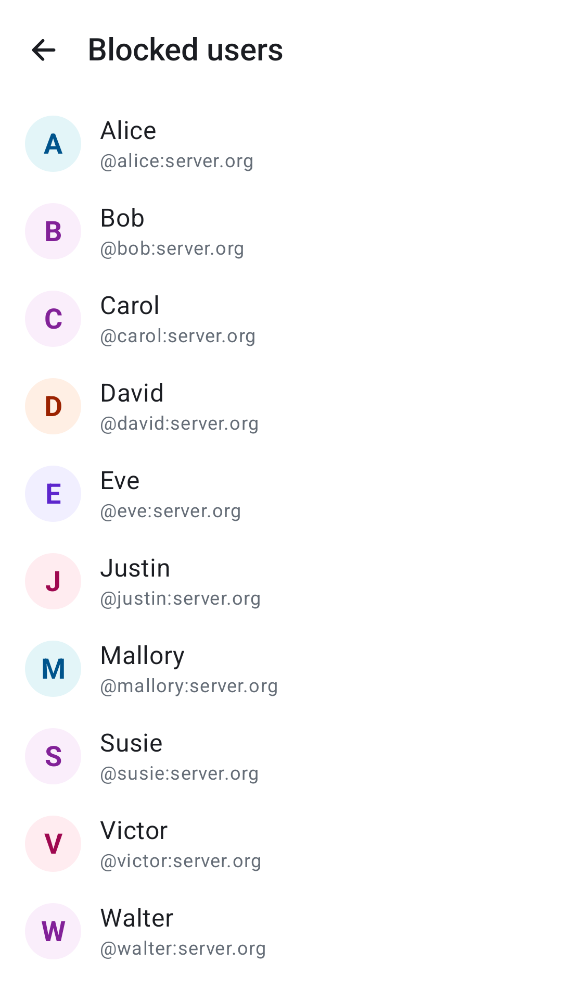 Blocked users
A
Alice
@alice:server.org
B
Bob
@bob:server.org
C
Carol
@carol:server.org
D
David
@david:server.org
E
Eve
@eve:server.org
J
Justin
@justin:server.org
M
Mallory
@mallory:server.org
S
Susie
@susie:server.org
V
Victor
@victor:server.org
W
Walter
@walter:server.org